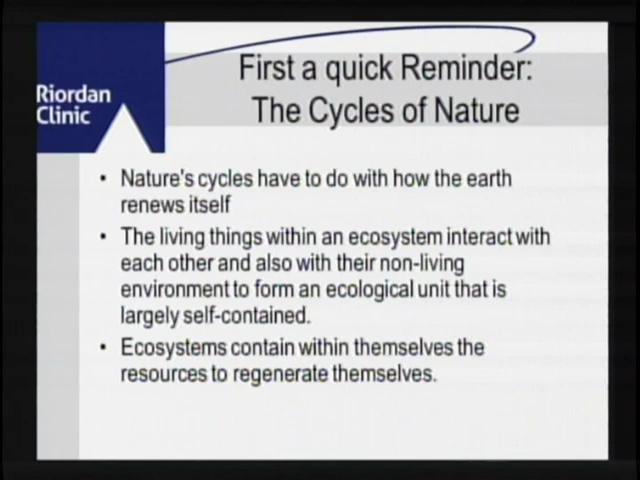 Riordan
Clinic
First a quick Reminder:
The Cycles of Nature
• Nature's cycles have to do with how the earth
renews itself
• The living things within an ecosystem interact with
each other and also with their non-living
environment to form an ecological unit that is
largely self-contained.
• Ecosystems contain within themselves the
resources to regenerate themselves.